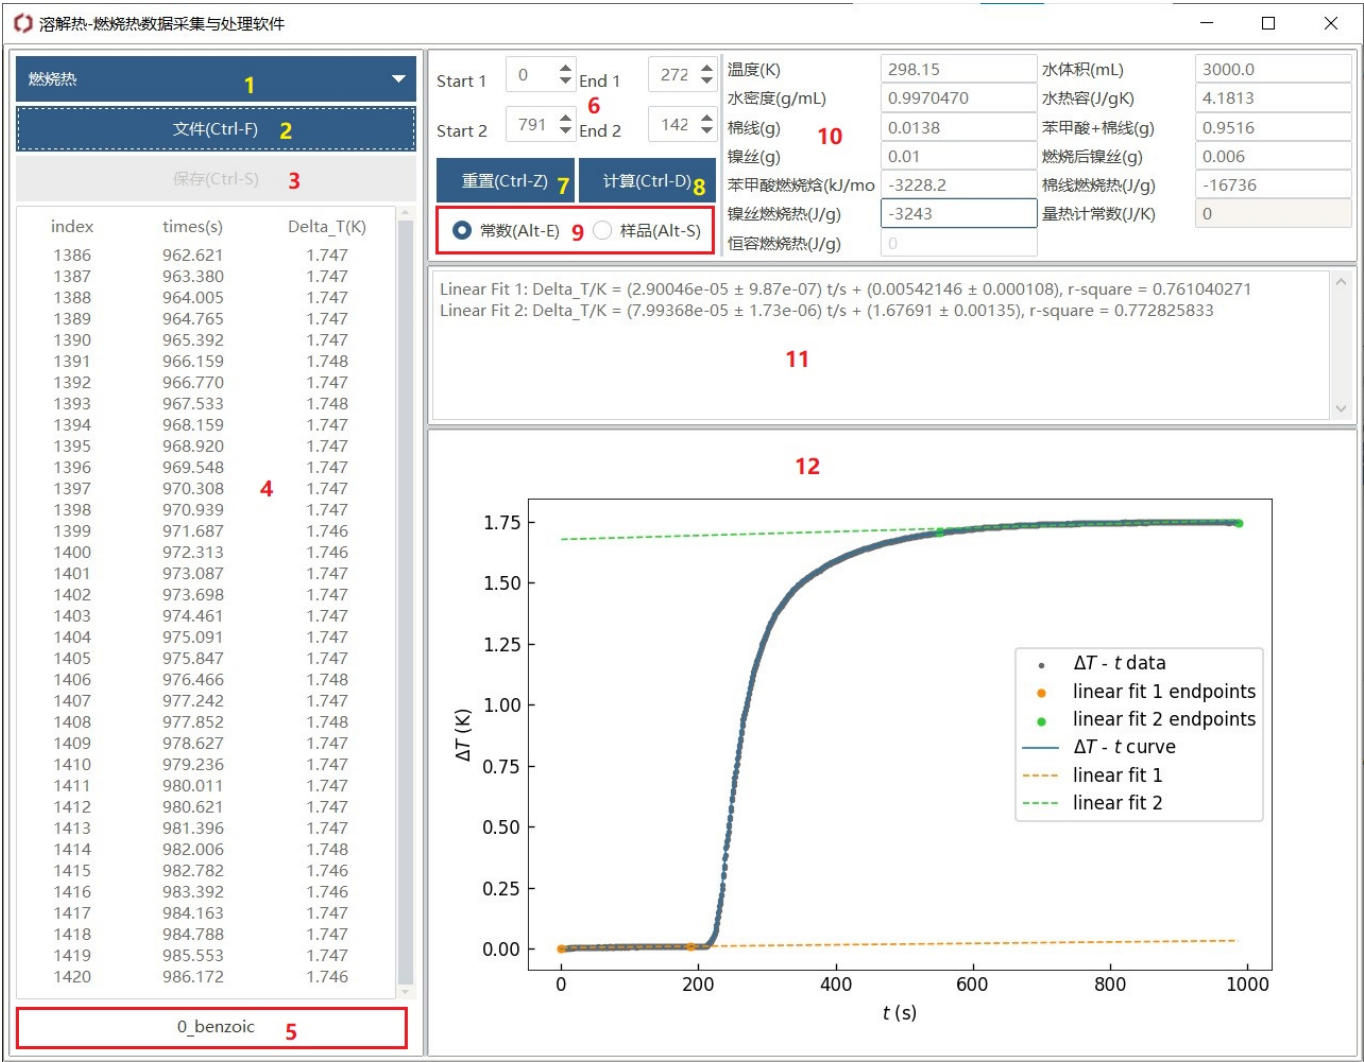 溶解热-燃烧热数据采集与处理软件
燃烧热
1
文件(Ctrl-F)
2
保存(Ctrl-S)
3
index times(s) Delta_T(K)
1386 962.621 1.747
1387 963.380 1.747
1388 964.005 1.747
1389 964.765 1.747
1390 965.392 1.747
1391 966.159 1.748
1392 966.770 1.747
1393 967.533 1.748
1394 968.159 1.747
1395 968.920 1.747
1396 969.548 1.747
1397 970.308 1.747
4
1398 970.939 1.747
1399 971.687 1.746
1400 972.313 1.746
1401 973.087 1.747
1402 973.698 1.747
1403 974.461 1.747
1404 975.091 1.747
1405 975.847 1.747
1406 976.466 1.748
1407 977.242 1.747
1408 977.852 1.748
1409 978.627 1.747
1410 979.236 1.747
1411 980.011 1.747
1412 980.621 1.747
1413 981.396 1.747
1414 982.006 1.748
1415 982.782 1.746
1416 983.392 1.746
1417 984.163 1.747
1418 984.788 1.747
1419 985.553 1.747
1420 986.172 1.746
0_benzoic
5
Start 1 0 End 1 272
6
Start 2 791 End 2 142
重置(Ctrl-Z)
7
计算(Ctrl-D)
8
常数(Alt-E)
9
样品(Alt-S)
温度(K) 298.15 水体积(mL) 3000.0
水密度(g/mL) 0.9970470 水热容(J/gK) 4.1813
棉线(g) 0.0138 苯甲酸+棉线(g) 0.9516
10
镍丝(g) 0.01 燃烧后镍丝(g) 0.006
苯甲酸燃烧焓(kJ/mo -3228.2 棉线燃烧热(J/g) -16736
镍丝燃烧热(J/g) -3243 量热计常数(J/K) 0
恒容燃烧热(J/g) 0
Linear Fit 1: Delta_T/K = (2.90046e-05 ± 9.87e-07) t/s + (0.00542146 ± 0.000108), r-square = 0.761040271
Linear Fit 2: Delta_T/K = (7.99368e-05 ± 1.73e-06) t/s + (1.67691 ± 0.00135), r-square = 0.772825833
11
12
1.75
1.50
1.25
1.00
0.75
0.50
0.25
0.00
ΔT (K)
ΔT - t data
linear fit 1 endpoints
linear fit 2 endpoints
ΔT - t curve
linear fit 1
linear fit 2
0 200 400 600 800 1000
t (s)